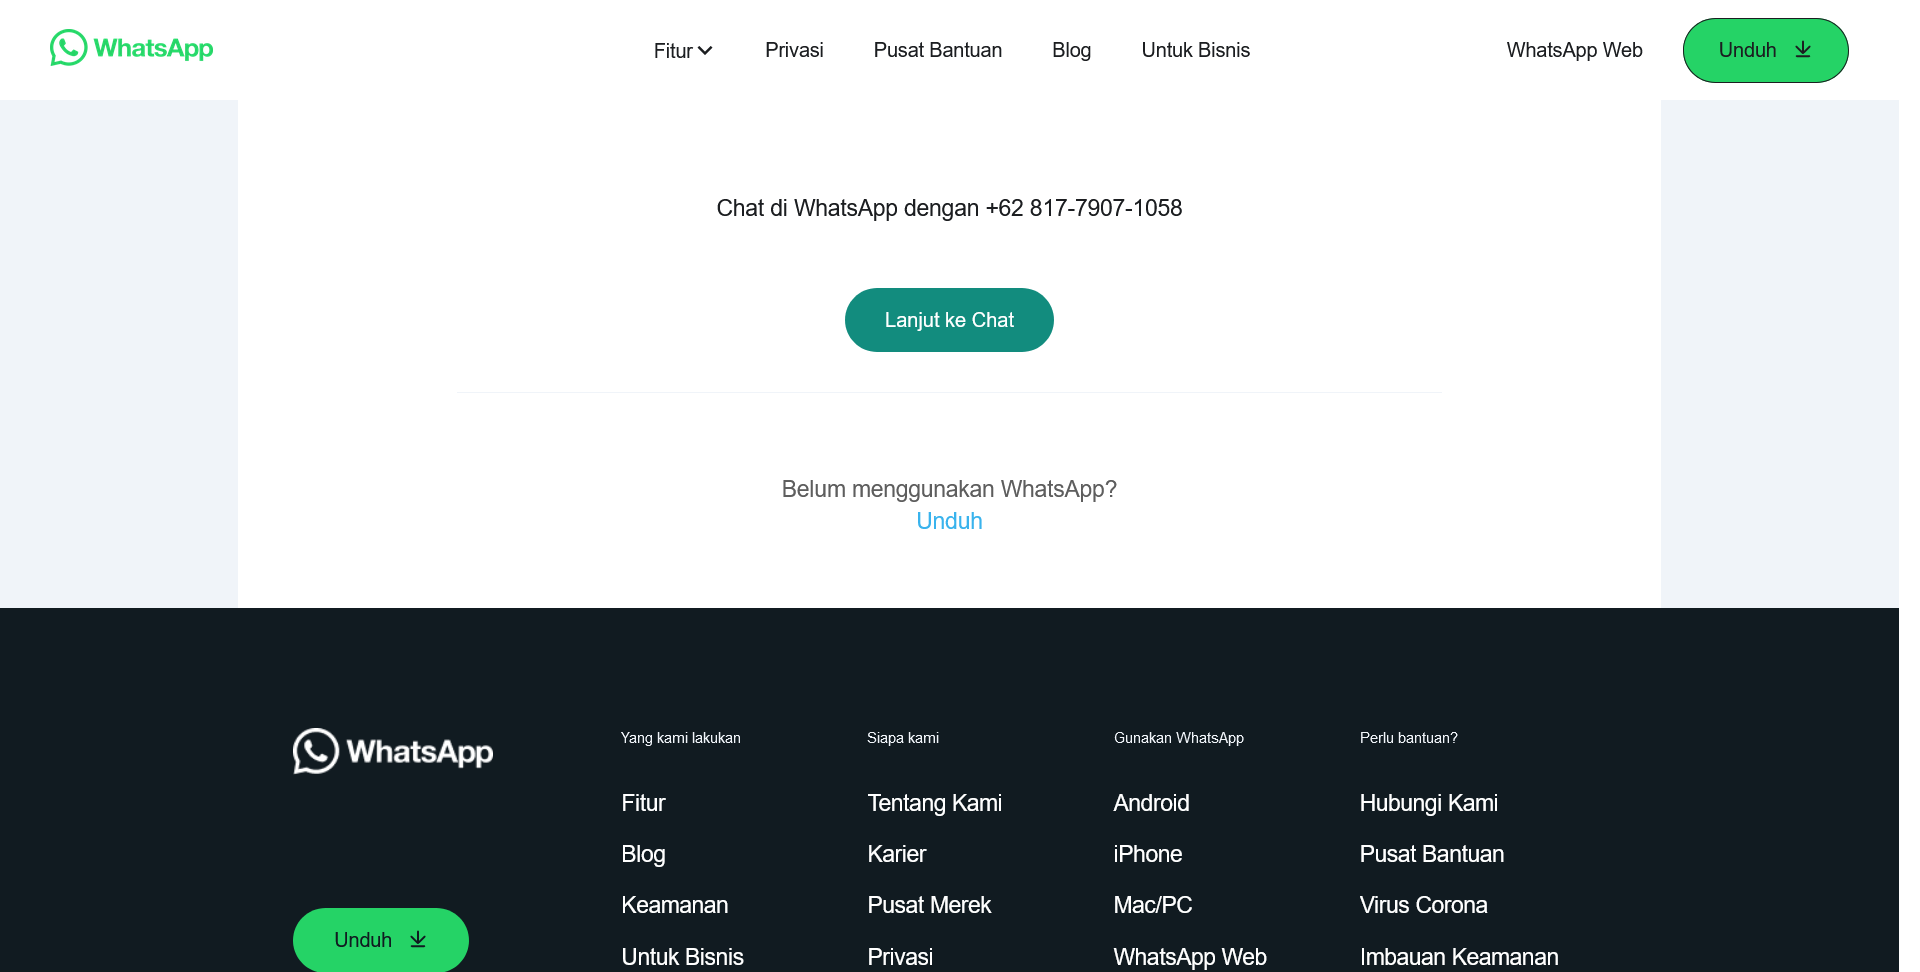 WhatsApp
Fitur
Privasi
Pusat Bantuan
Blog
Untuk Bisnis
WhatsApp Web
Unduh
Chat di WhatsApp dengan +62 817-7907-1058
Lanjut ke Chat
Belum menggunakan WhatsApp?
Unduh
WhatsApp
Unduh
Yang kami lakukan
Fitur
Blog
Keamanan
Untuk Bisnis
Siapa kami
Tentang Kami
Karier
Pusat Merek
Privasi
Gunakan WhatsApp
Android
iPhone
Mac/PC
WhatsApp Web
Perlu bantuan?
Hubungi Kami
Pusat Bantuan
Virus Corona
Imbauan Keamanan